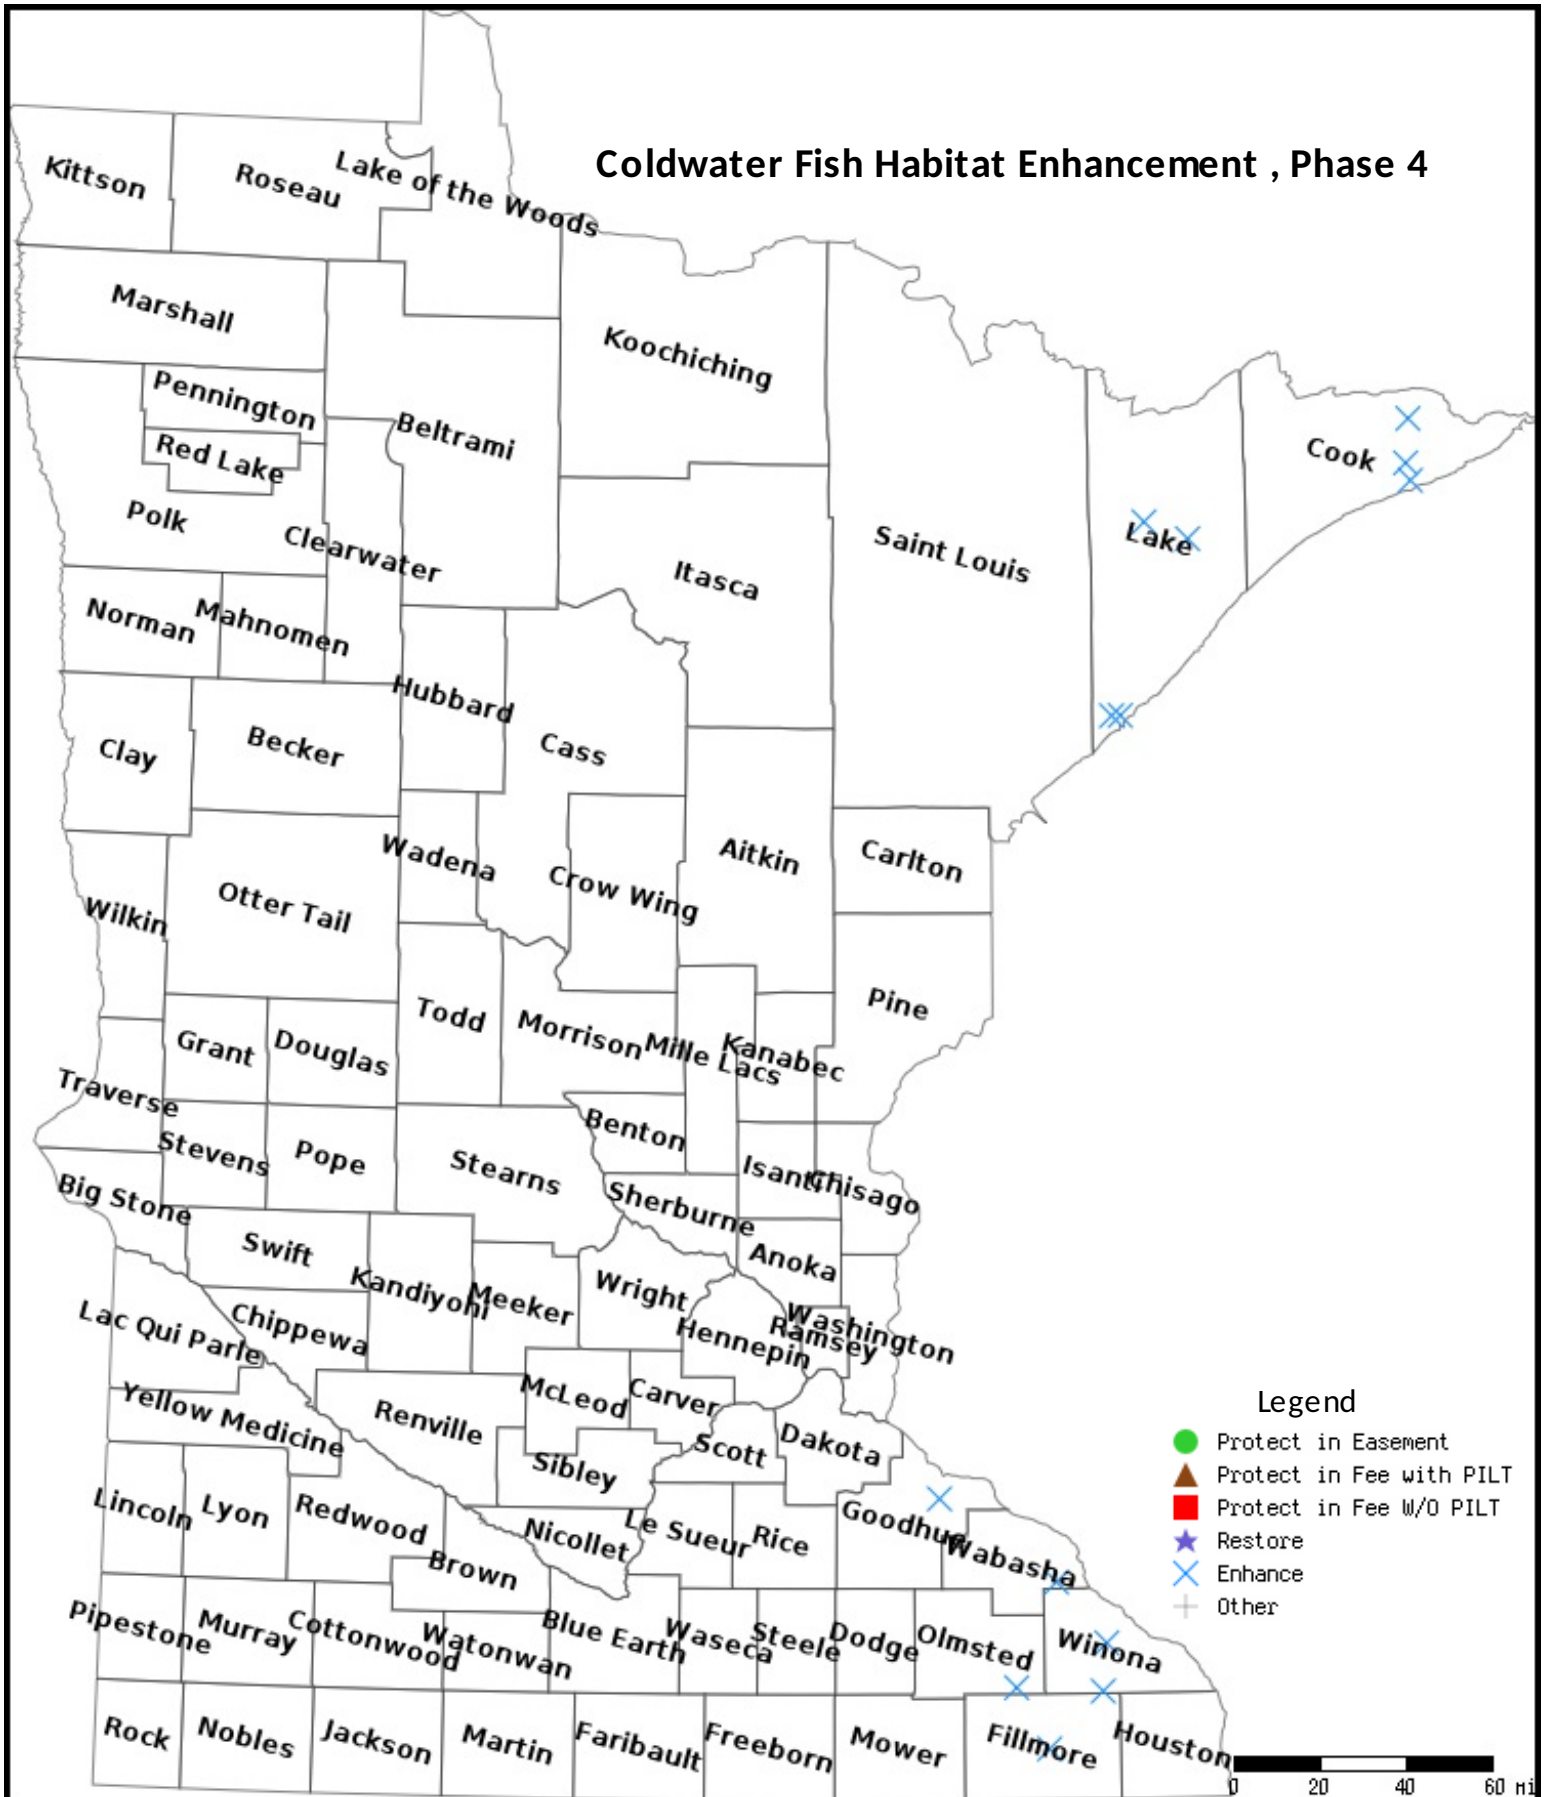 Coldwater Fish Habitat Enhancement , Phase 4
Kittson
Roseau
Lake of the Woods
Marshall
Koochiching
Pennington
Beltrami
Red Lake
Cook
Polk
Clearwater
Saint Louis
Lake
Itasca
Norman
Mahnomen
Hubbard
Clay
Becker
Cass
Wadena
Aitkin
Carlton
Crow Wing
Otter Tail
Wilkin
Pine
Todd
Morrison
Mille Lacs
Kanabec
Grant
Douglas
Traverse
Benton
Stevens
Pope
Stearns
Isanti
Chisago
Big Stone
Sherburne
Swift
Anoka
Kandiyohi
Meeker
Wright
Washington
Ramsey
Hennepin
Lac Qui Parle
Chippewa
McLeod
Carver
Yellow Medicine
Renville
Scott
Dakota
Sibley
Lincoln
Lyon
Redwood
Nicollet
Le Sueur
Rice
Goodhue
Wabasha
Brown
Pipestone
Murray
Cottonwood
Watonwan
Blue Earth
Waseca
Steele
Dodge
Olmsted
Winona
Rock
Nobles
Jackson
Martin
Faribault
Freeborn
Mower
Fillmore
Houston
Legend
Protect in Easement
Protect in Fee with PILT
Protect in Fee W/O PILT
Restore
Enhance
Other
0 20 40 60 mi